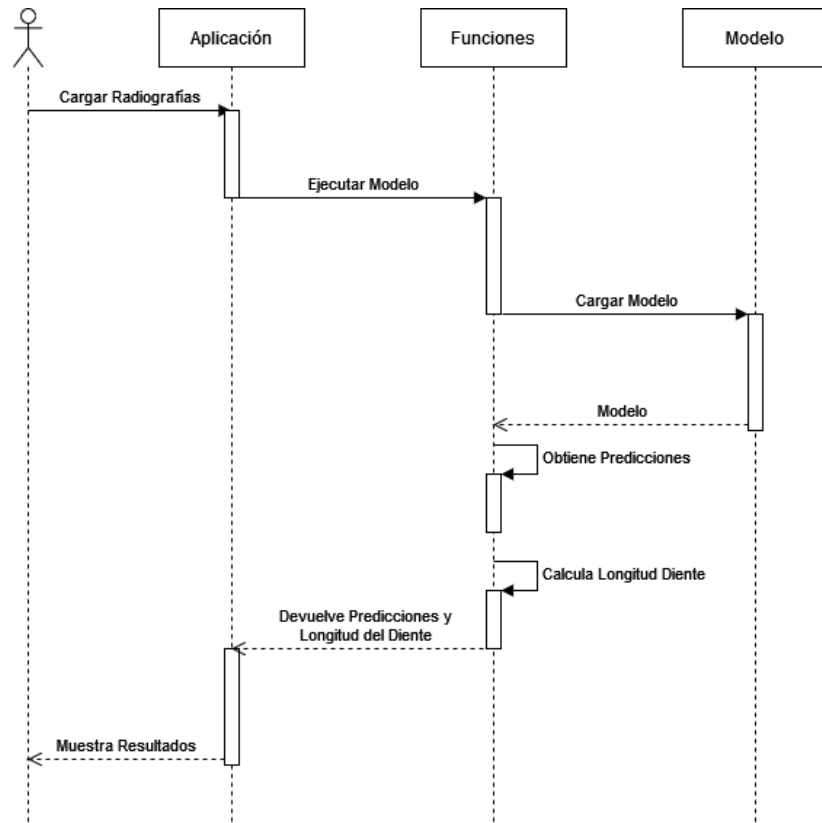 Aplicación
Funciones
Modelo
Cargar Radiografías
Ejecutar Modelo
Cargar Modelo
Modelo
Obtiene Predicciones
Calcula Longitud Diente
Devuelve Predicciones y
Longitud del Diente
Muestra Resultados